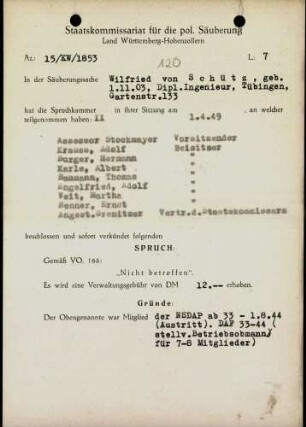 Staatskommissariat für die pol. Säuberung
Land Württemberg-Hohenzollern
Az.: 15/KW/1853
L: 7
120
In der Säuberungssache Wilfried von Schütz, geb.
1.11.03, Dipl.Ingenieur, Tübingen,
Gartenstr.133
hat die Spruchkammer II in ihrer Sitzung am 1.4.49 , an welcher
teilgenommen haben:
Assessor Stockmayer Vorsitzender
Krause, Adolf Beisitzer
Burger, Hermann "
Karle, Albert "
Thomas "
Angelfried, Adolf "
Veit, Martha "
Ernst "
Angest. Vertr.d.Staatskommissars
beschlossen und sofort verkündet folgenden
SPRUCH:
Gemäß VO. 165:
„Nicht betroffen".
Es wird eine Verwaltungsgebühr von DM 12.-- erhoben.
Gründe:
Der Obengenannte war Mitglied der NSDAP ab 33 - 1.8.44
(Austritt). DAF 33-44 (
stellv.Betriebsobmann/
für 7-8 Mitglieder)